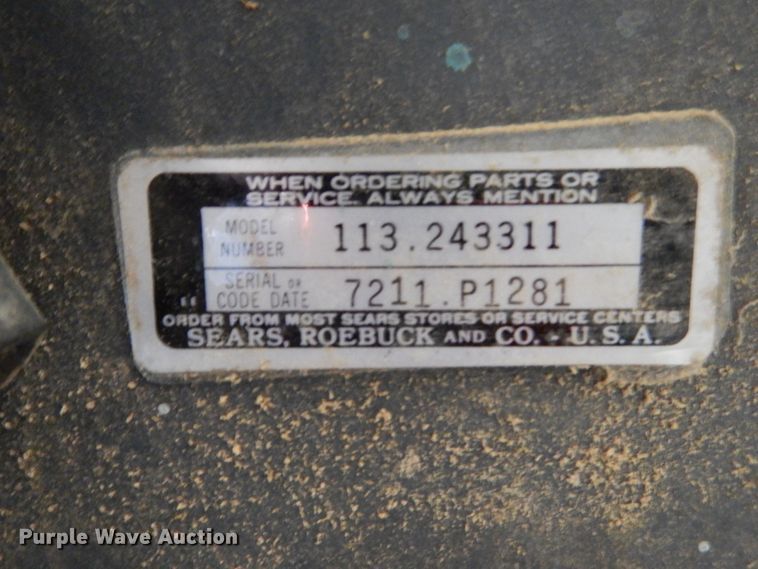 WHEN ORDERING PARTS OR
SERVICE, ALWAYS MENTION
MODEL
NUMBER 113.243311
SERIAL OR
CODE DATE 7211.P1281
ORDER FROM MOST SEARS STORES OR SERVICE CENTERS
SEARS, ROEBUCK AND CO. - U. S. A.
Purple Wave Auction®